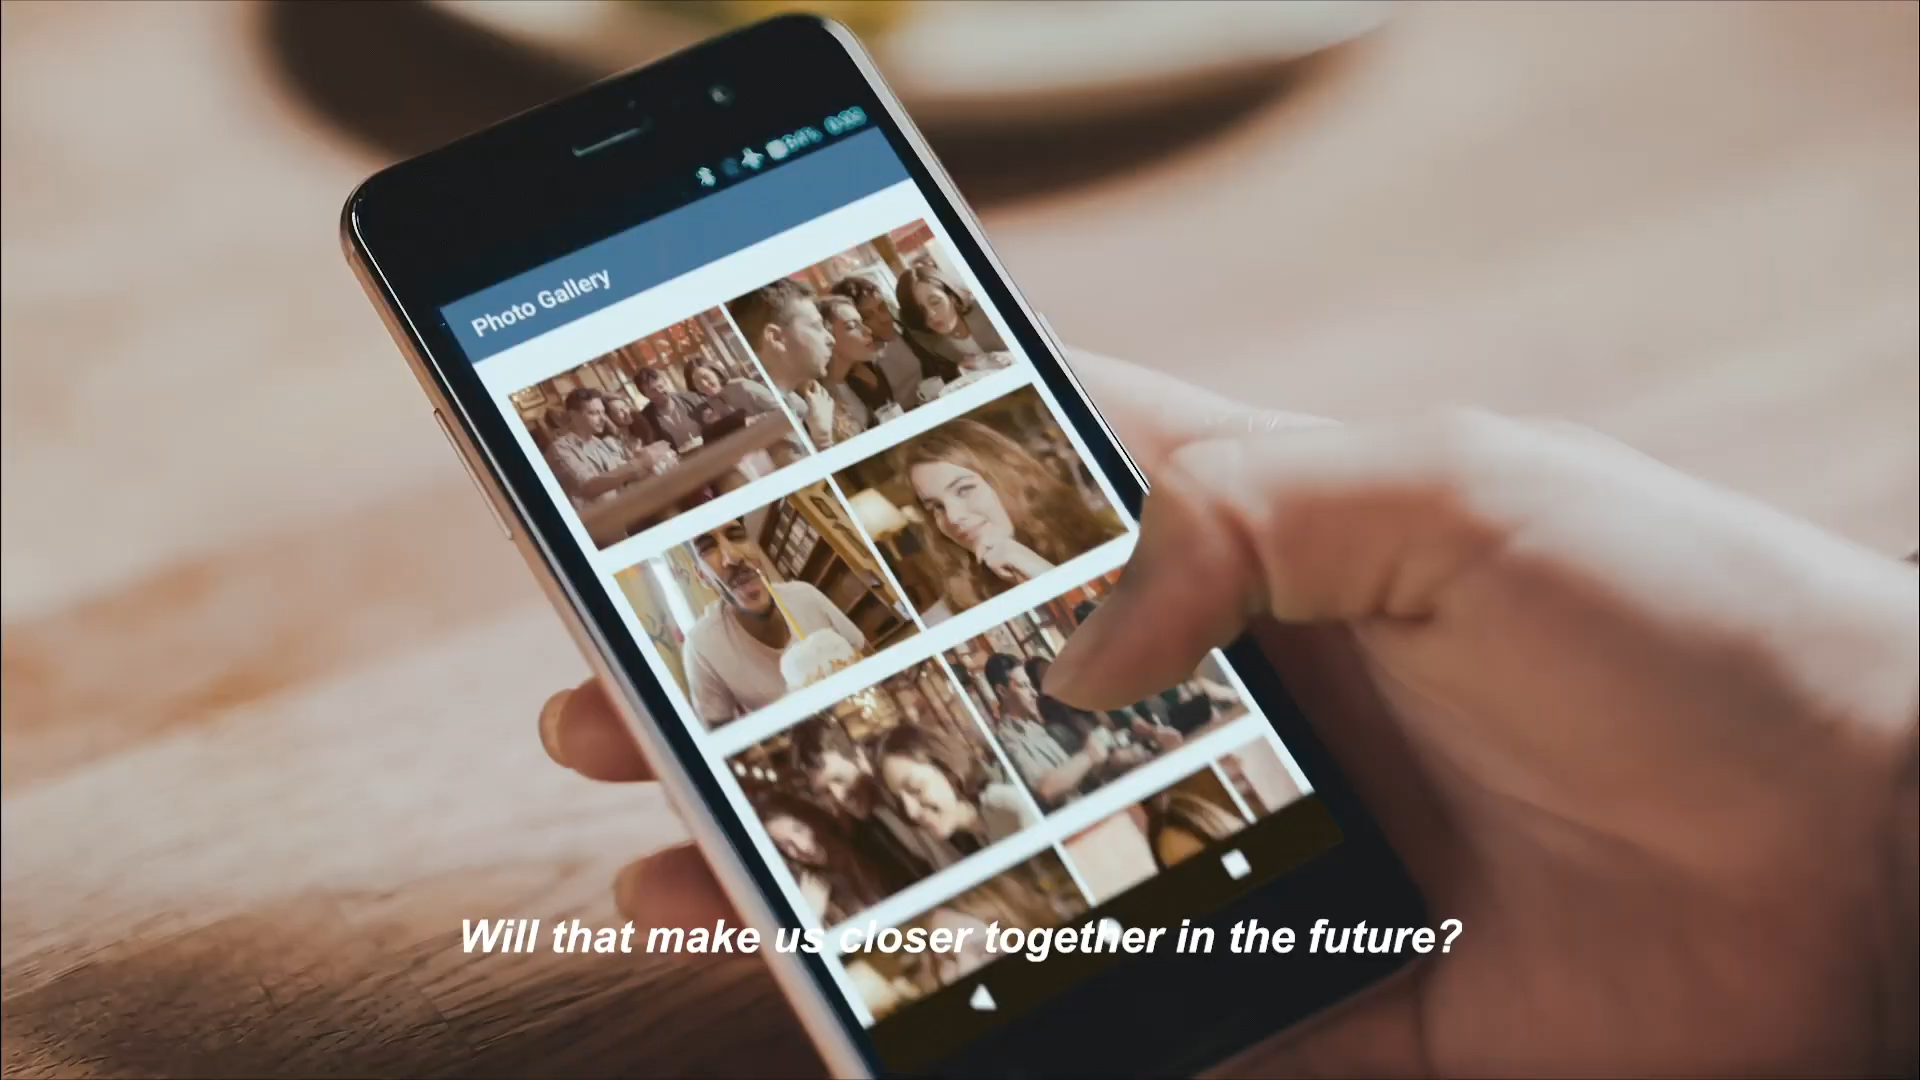 Photo Gallery
Will that make us closer together in the future?